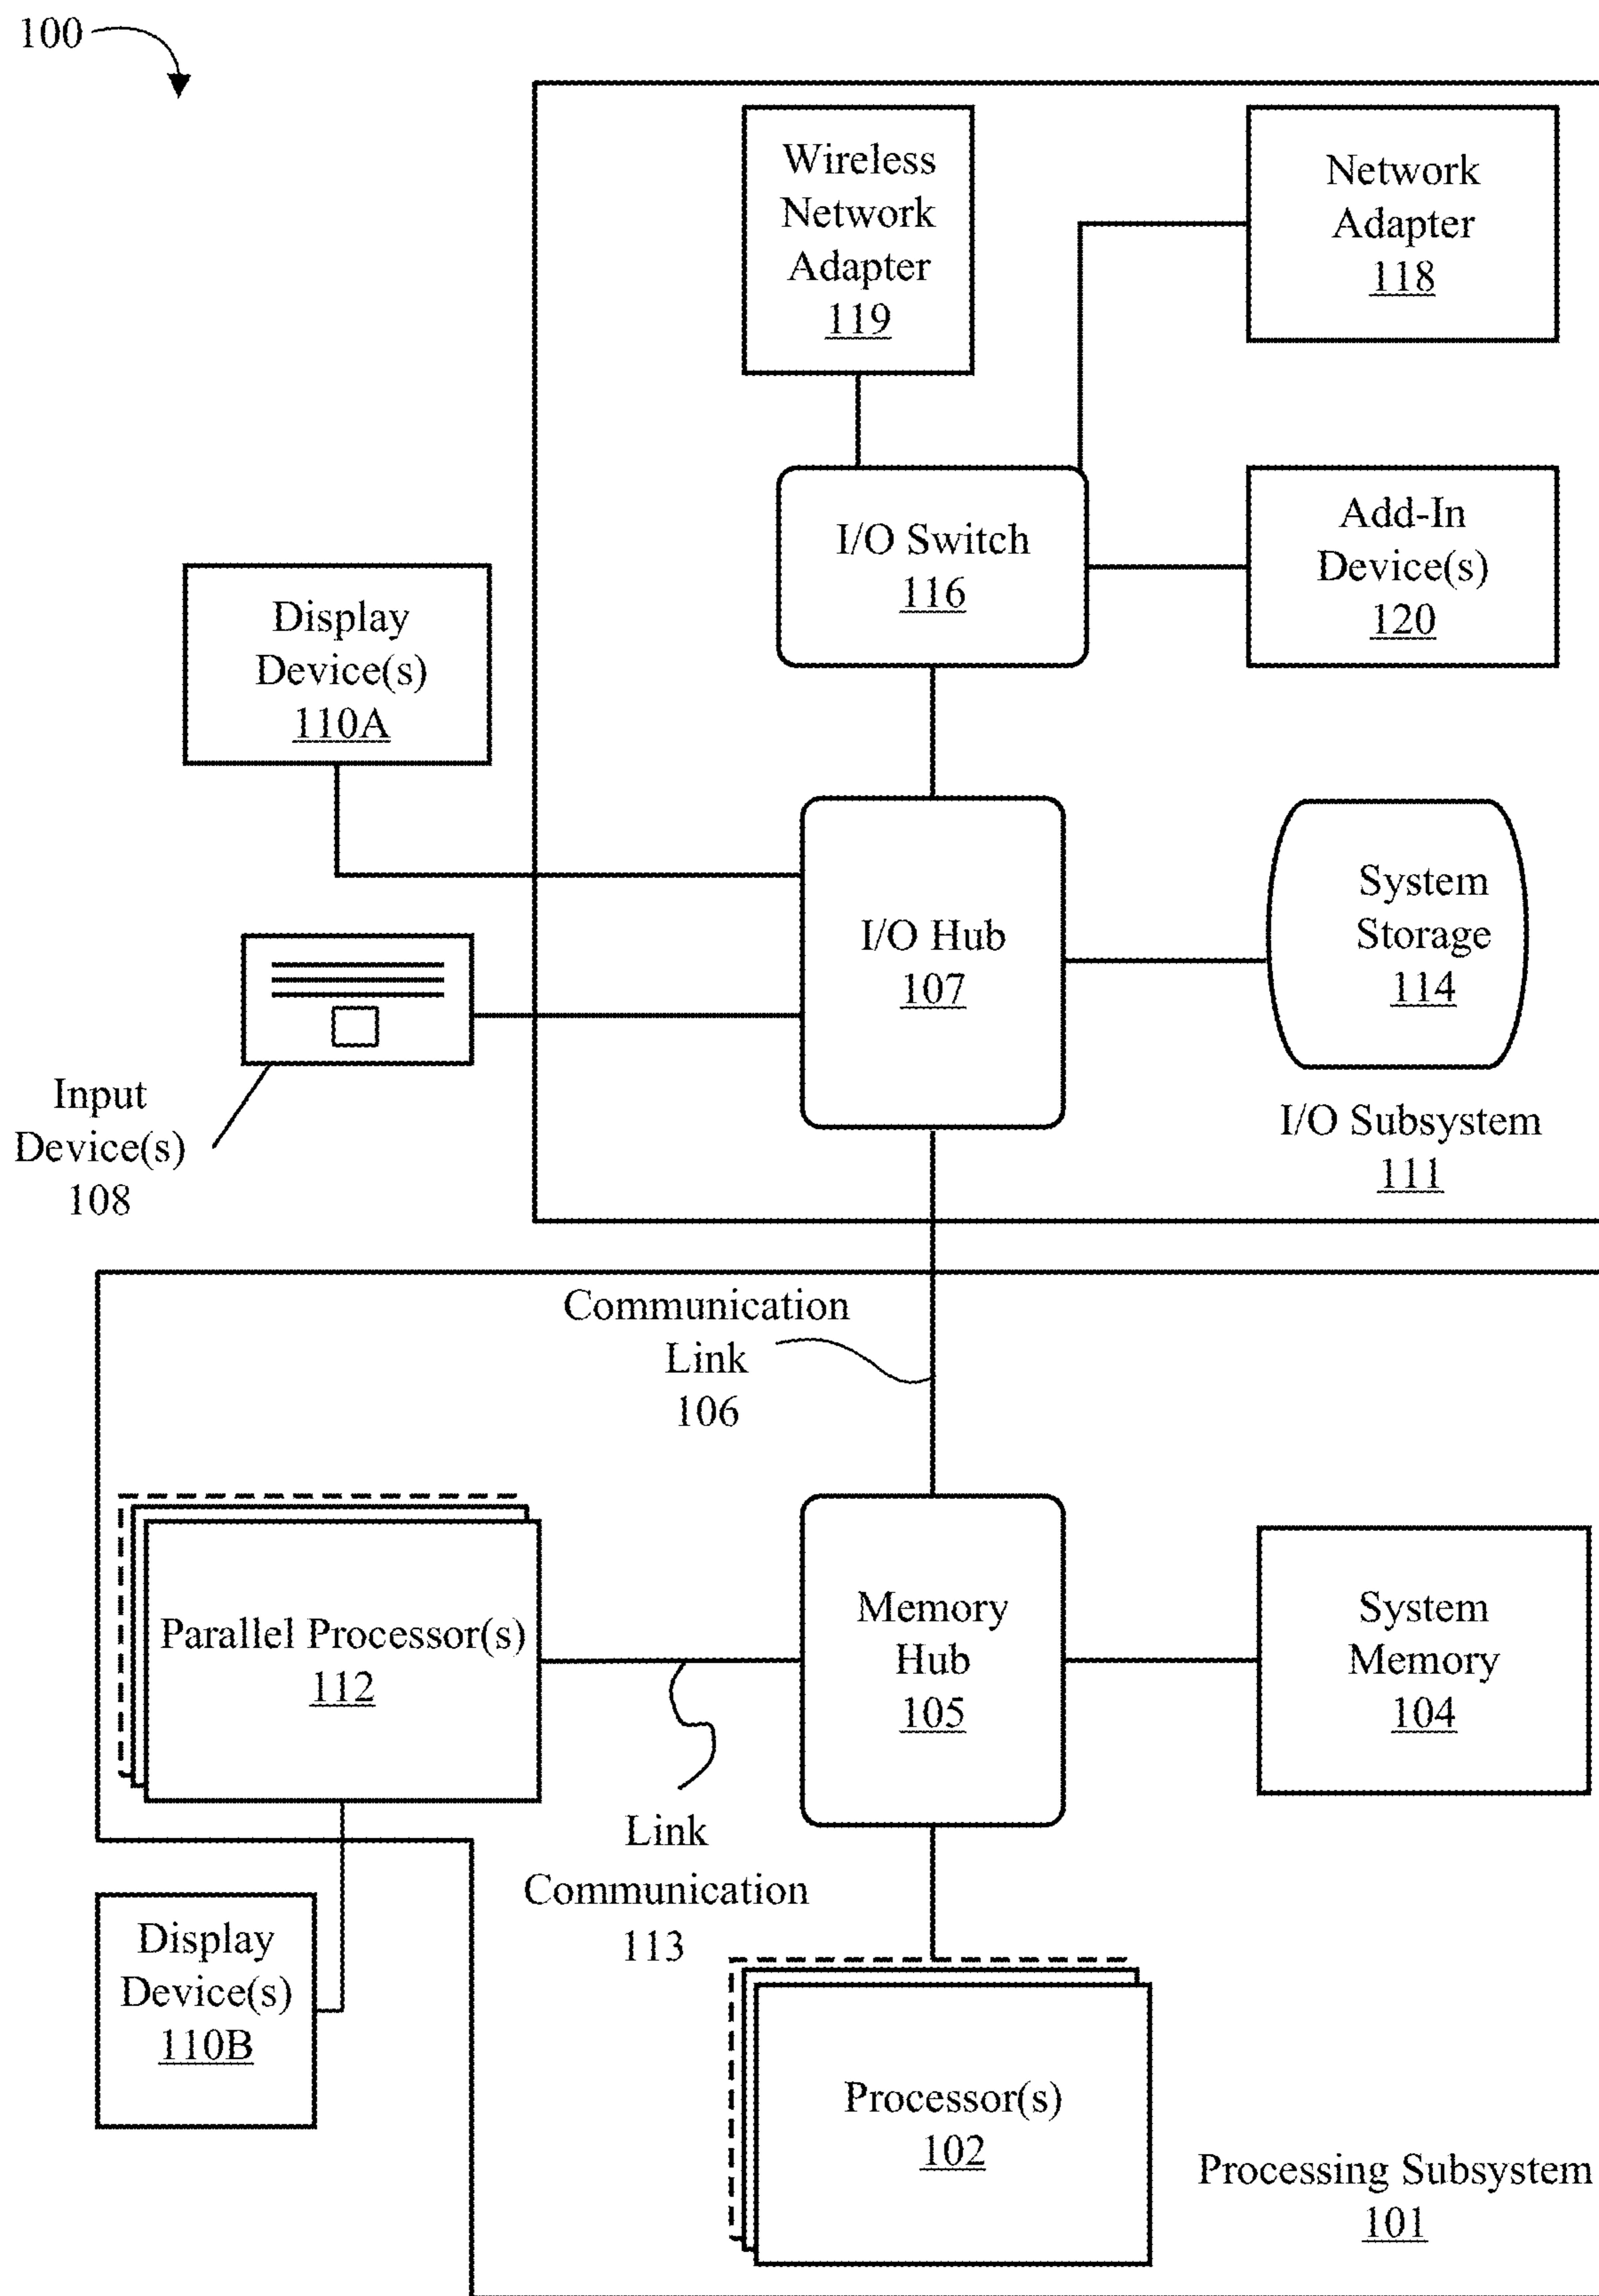 100
Wireless
Network
Adapter
119
Network
Adapter
118
I/O Switch
116
Add-In
Device(s)
120
Display
Device(s)
110A
I/O Hub
107
System
Storage
114
Input
Device(s)
108
I/O Subsystem
111
Communication
Link
106
Parallel Processor(s)
112
Memory
Hub
105
System
Memory
104
Link
Communication
113
Display
Device(s)
110B
Processor(s)
102
Processing Subsystem
101